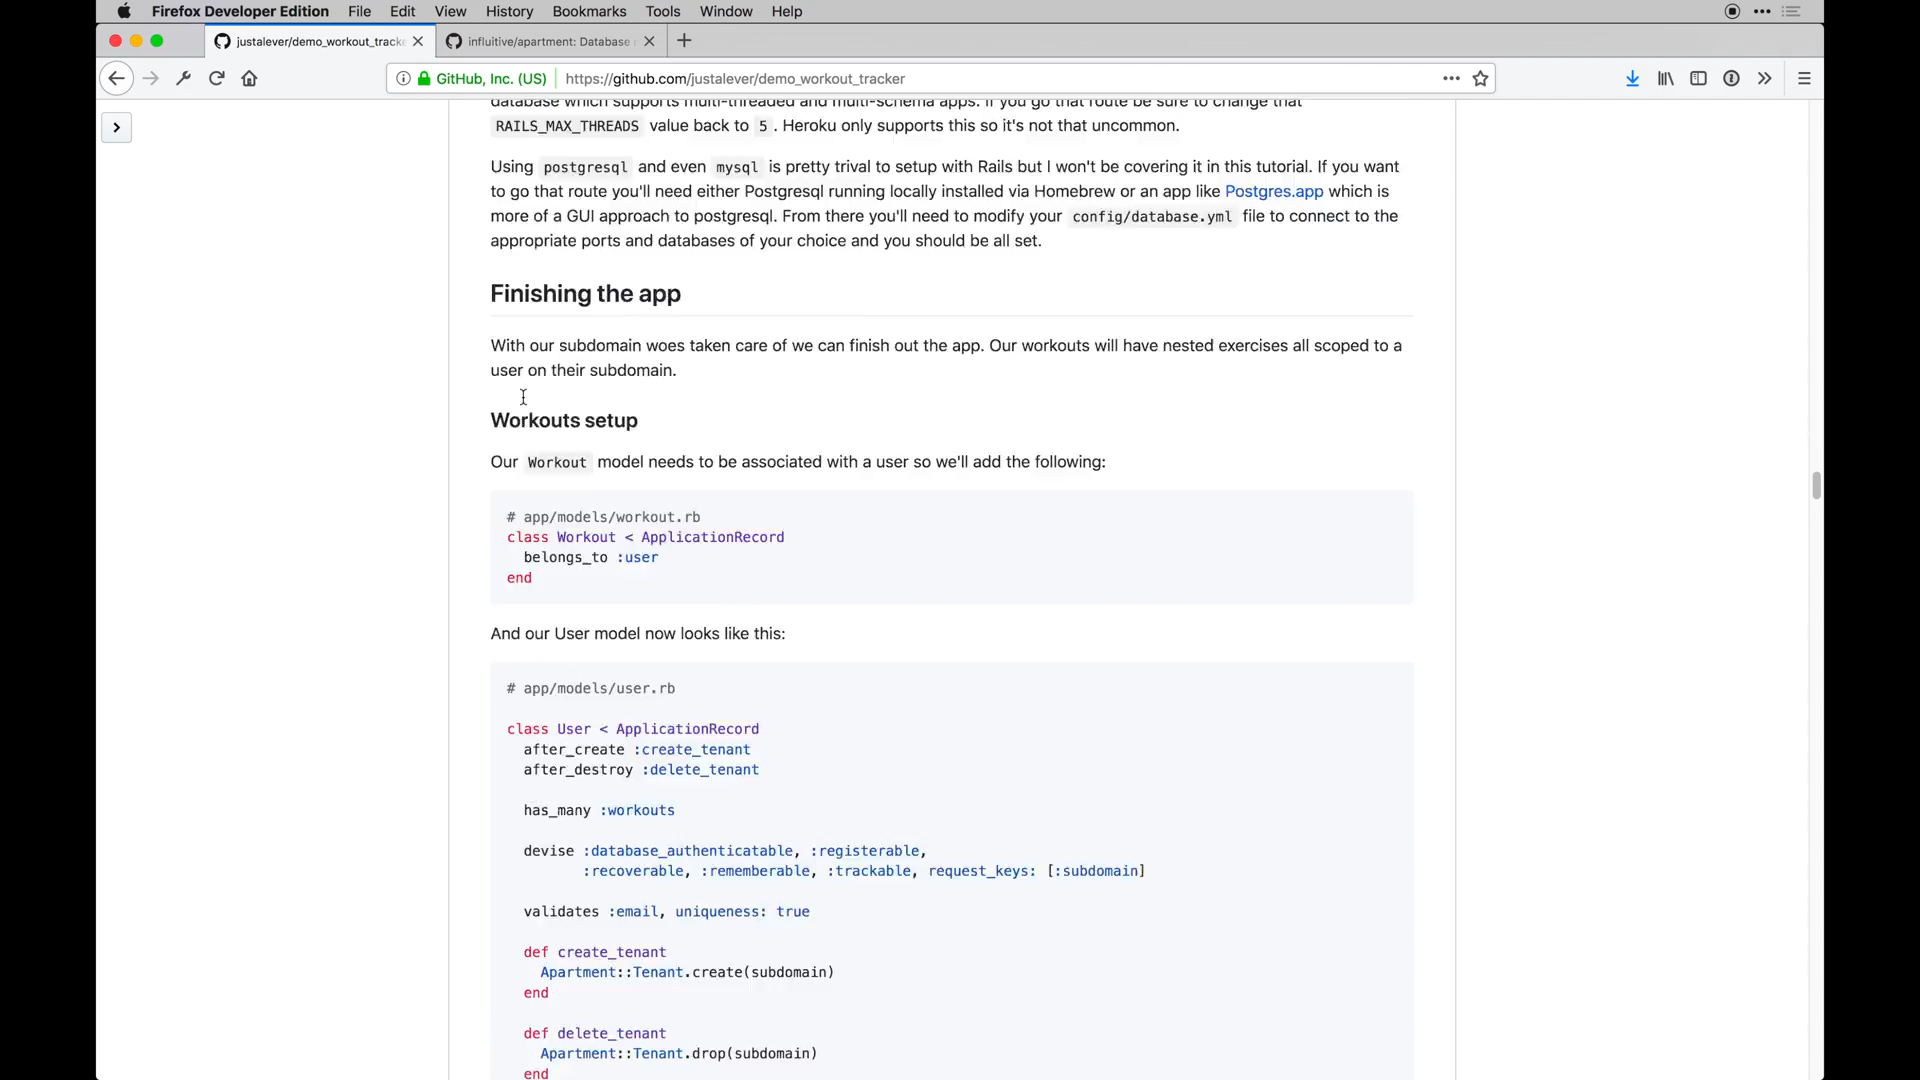 Firefox Developer Edition File Edit View History Bookmarks Tools Window Help
justalever/demo_workout_tracke
influitive/apartment: Database
GitHub, Inc. (US) https://github.com/justalever/demo_workout_tracker
database which supports multi-threaded and multi-schema apps. If you go that route be sure to change that
RAILS_MAX_THREADS value back to 5 . Heroku only supports this so it's not that uncommon.
Using postgresql and even mysql is pretty trival to setup with Rails but I won't be covering it in this tutorial. If you want
to go that route you'll need either Postgresql running locally installed via Homebrew or an app like Postgres.app which is
more of a GUI approach to postgresql. From there you'll need to modify your config/database.yml file to connect to the
appropriate ports and databases of your choice and you should be all set.
Finishing the app
With our subdomain woes taken care of we can finish out the app. Our workouts will have nested exercises all scoped to a
user on their subdomain.
Workouts setup
Our Workout model needs to be associated with a user so we'll add the following:
# app/models/workout.rb
class Workout < ApplicationRecord
belongs_to :user
end
And our User model now looks like this:
# app/models/user.rb
class User < ApplicationRecord
after_create :create_tenant
after_destroy :delete_tenant
has_many :workouts
devise :database_authenticatable, :registerable,
:recoverable, :rememberable, :trackable, request_keys: [:subdomain]
validates :email, uniqueness: true
def create_tenant
Apartment::Tenant.create(subdomain)
end
def delete_tenant
Apartment::Tenant.drop(subdomain)
end